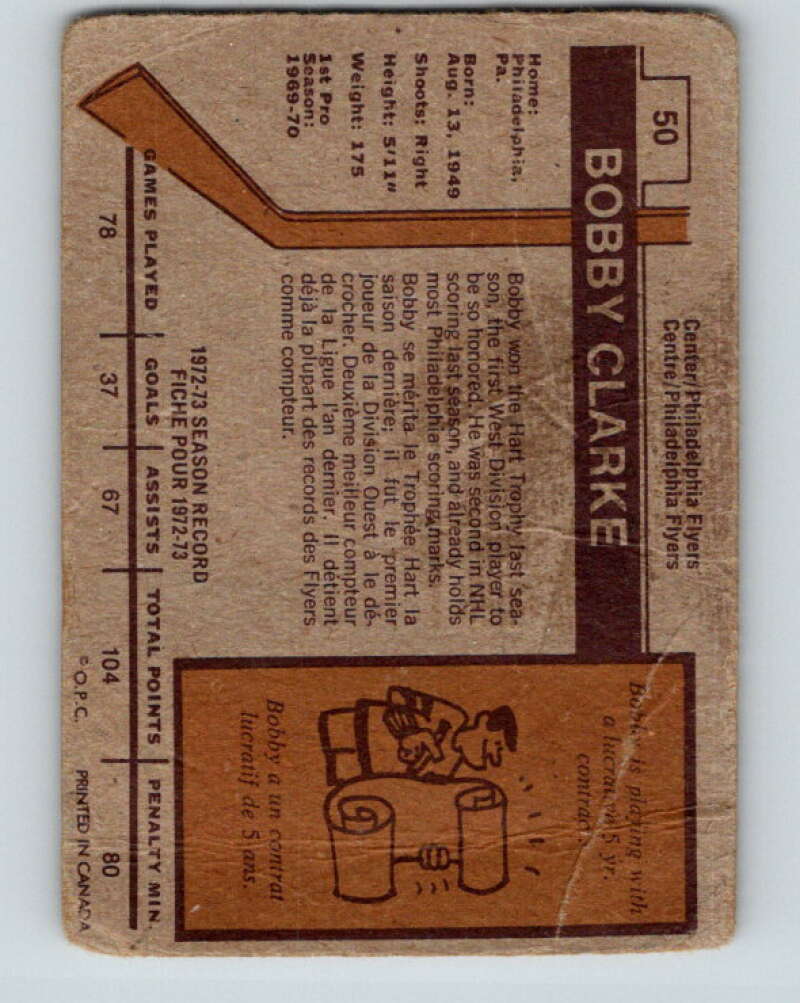 50
BOBBY CLARKE
Center/Philadelphia Flyers
Centre/Philadelphia Flyers
Home:
Philadelphia,
Pa.
Born:
Aug. 13, 1949
Shoots: Right
Height: 5'11"
Weight: 175
1st Pro
Season:
1969-70
Bobby won the Hart Trophy last sea-
son, the first West Division player to
be so honored. He was second in NHL
scoring last season, and already holds
most Philadelphia scoring marks.
Bobby se mérita le Trophée Hart la
saison dernière; il fut le premier
joueur de la Division Ouest à le dé-
crocher. Deuxième meilleur compteur
de la Ligue l'an dernier. Il détient
déjà la plupart des records des Flyers
comme compteur.
Bobby is playing with
a lucrative 5 yr.
contract.
Bobby a un contrat
lucratif de 5 ans.
1972-73 SEASON RECORD
FICHE POUR 1972-73
GAMES PLAYED GOALS ASSISTS TOTAL POINTS PENALTY MIN.
78 37 67 104 80
© O.P.C. PRINTED IN CANADA